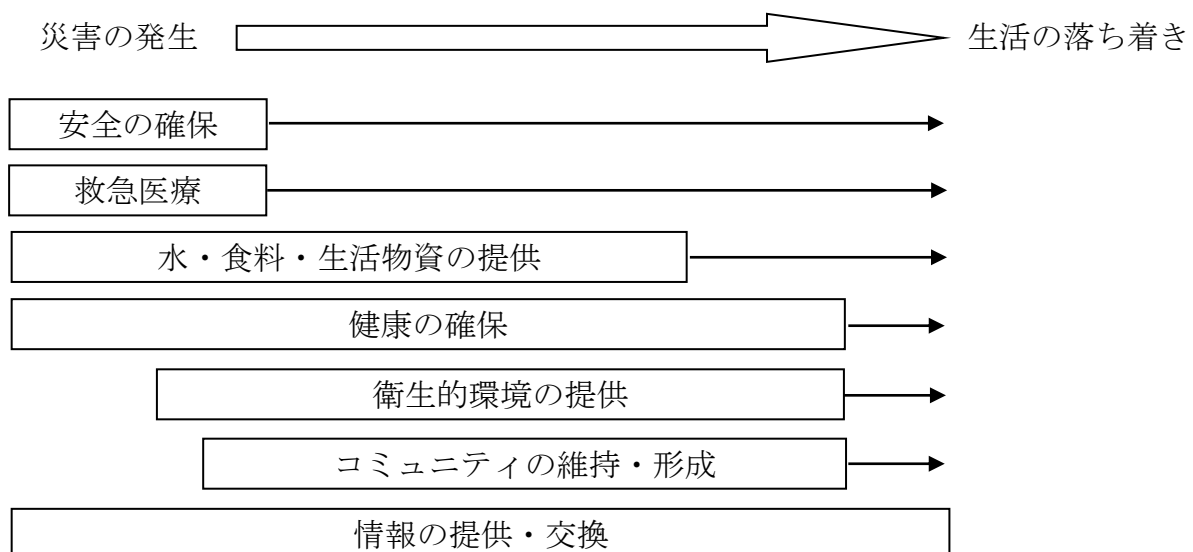 災害の発生 生活の落ち着き
安全の確保
救急医療
水・食料・生活物資の提供
健康の確保
衛生的環境の提供
コミュニティの維持・形成
情報の提供・交換